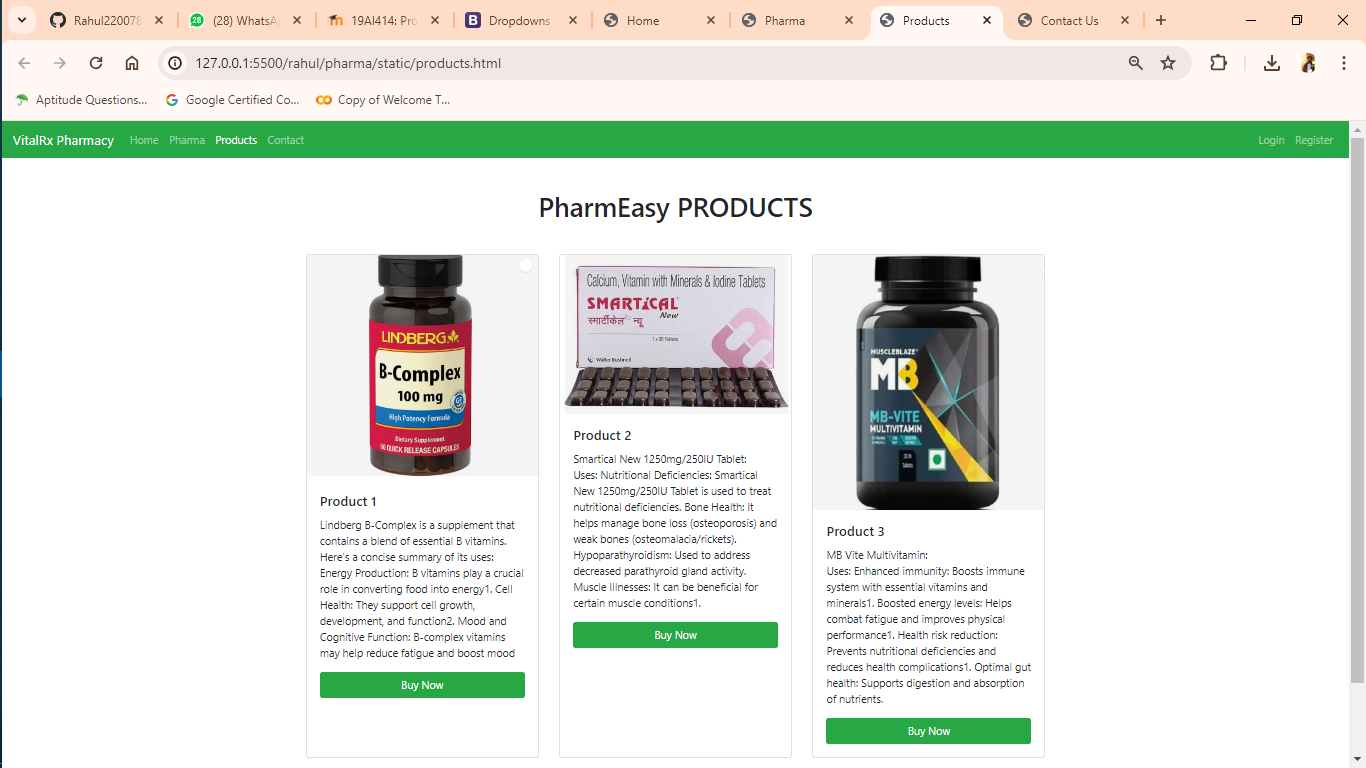 Rahul220078
(28) WhatsA
19AI414: Pro
Dropdowns
Home
Pharma
Products
Contact Us
127.0.0.1:5500/rahul/pharma/static/products.html
Aptitude Questions...
Google Certified Co...
Copy of Welcome T...
VitalRx Pharmacy
Home
Pharma
Products
Contact
Login
Register
PharmEasy PRODUCTS
LINDBERG
B-Complex
100 mg
High Potency Formula
Dietary Supplement
60 QUICK RELEASE CAPSULES
Product 1
Lindberg B-Complex is a supplement that
contains a blend of essential B vitamins.
Here's a concise summary of its uses:
Energy Production: B vitamins play a crucial
role in converting food into energy1. Cell
Health: They support cell growth,
development, and function2. Mood and
Cognitive Function: B-complex vitamins
may help reduce fatigue and boost mood
Buy Now
Calcium, Vitamin with Minerals & Iodine Tablets
SMARTICAL
New
स्मार्टीकेल न्यू
1 x 30 Tablets
Walter Bushnell
Product 2
Smartical New 1250mg/250IU Tablet:
Uses: Nutritional Deficiencies: Smartical
New 1250mg/250IU Tablet is used to treat
nutritional deficiencies. Bone Health: It
helps manage bone loss (osteoporosis) and
weak bones (osteomalacia/rickets).
Hypoparathyroidism: Used to address
decreased parathyroid gland activity.
Muscle Illnesses: It can be beneficial for
certain muscle conditions1.
Buy Now
MUSCLEBLAZE
MB
MB-VITE
MULTIVITAMIN
Tablets
Product 3
MB Vite Multivitamin:
Uses: Enhanced immunity: Boosts immune
system with essential vitamins and
minerals1. Boosted energy levels: Helps
combat fatigue and improves physical
performance1. Health risk reduction:
Prevents nutritional deficiencies and
reduces health complications1. Optimal gut
health: Supports digestion and absorption
of nutrients.
Buy Now